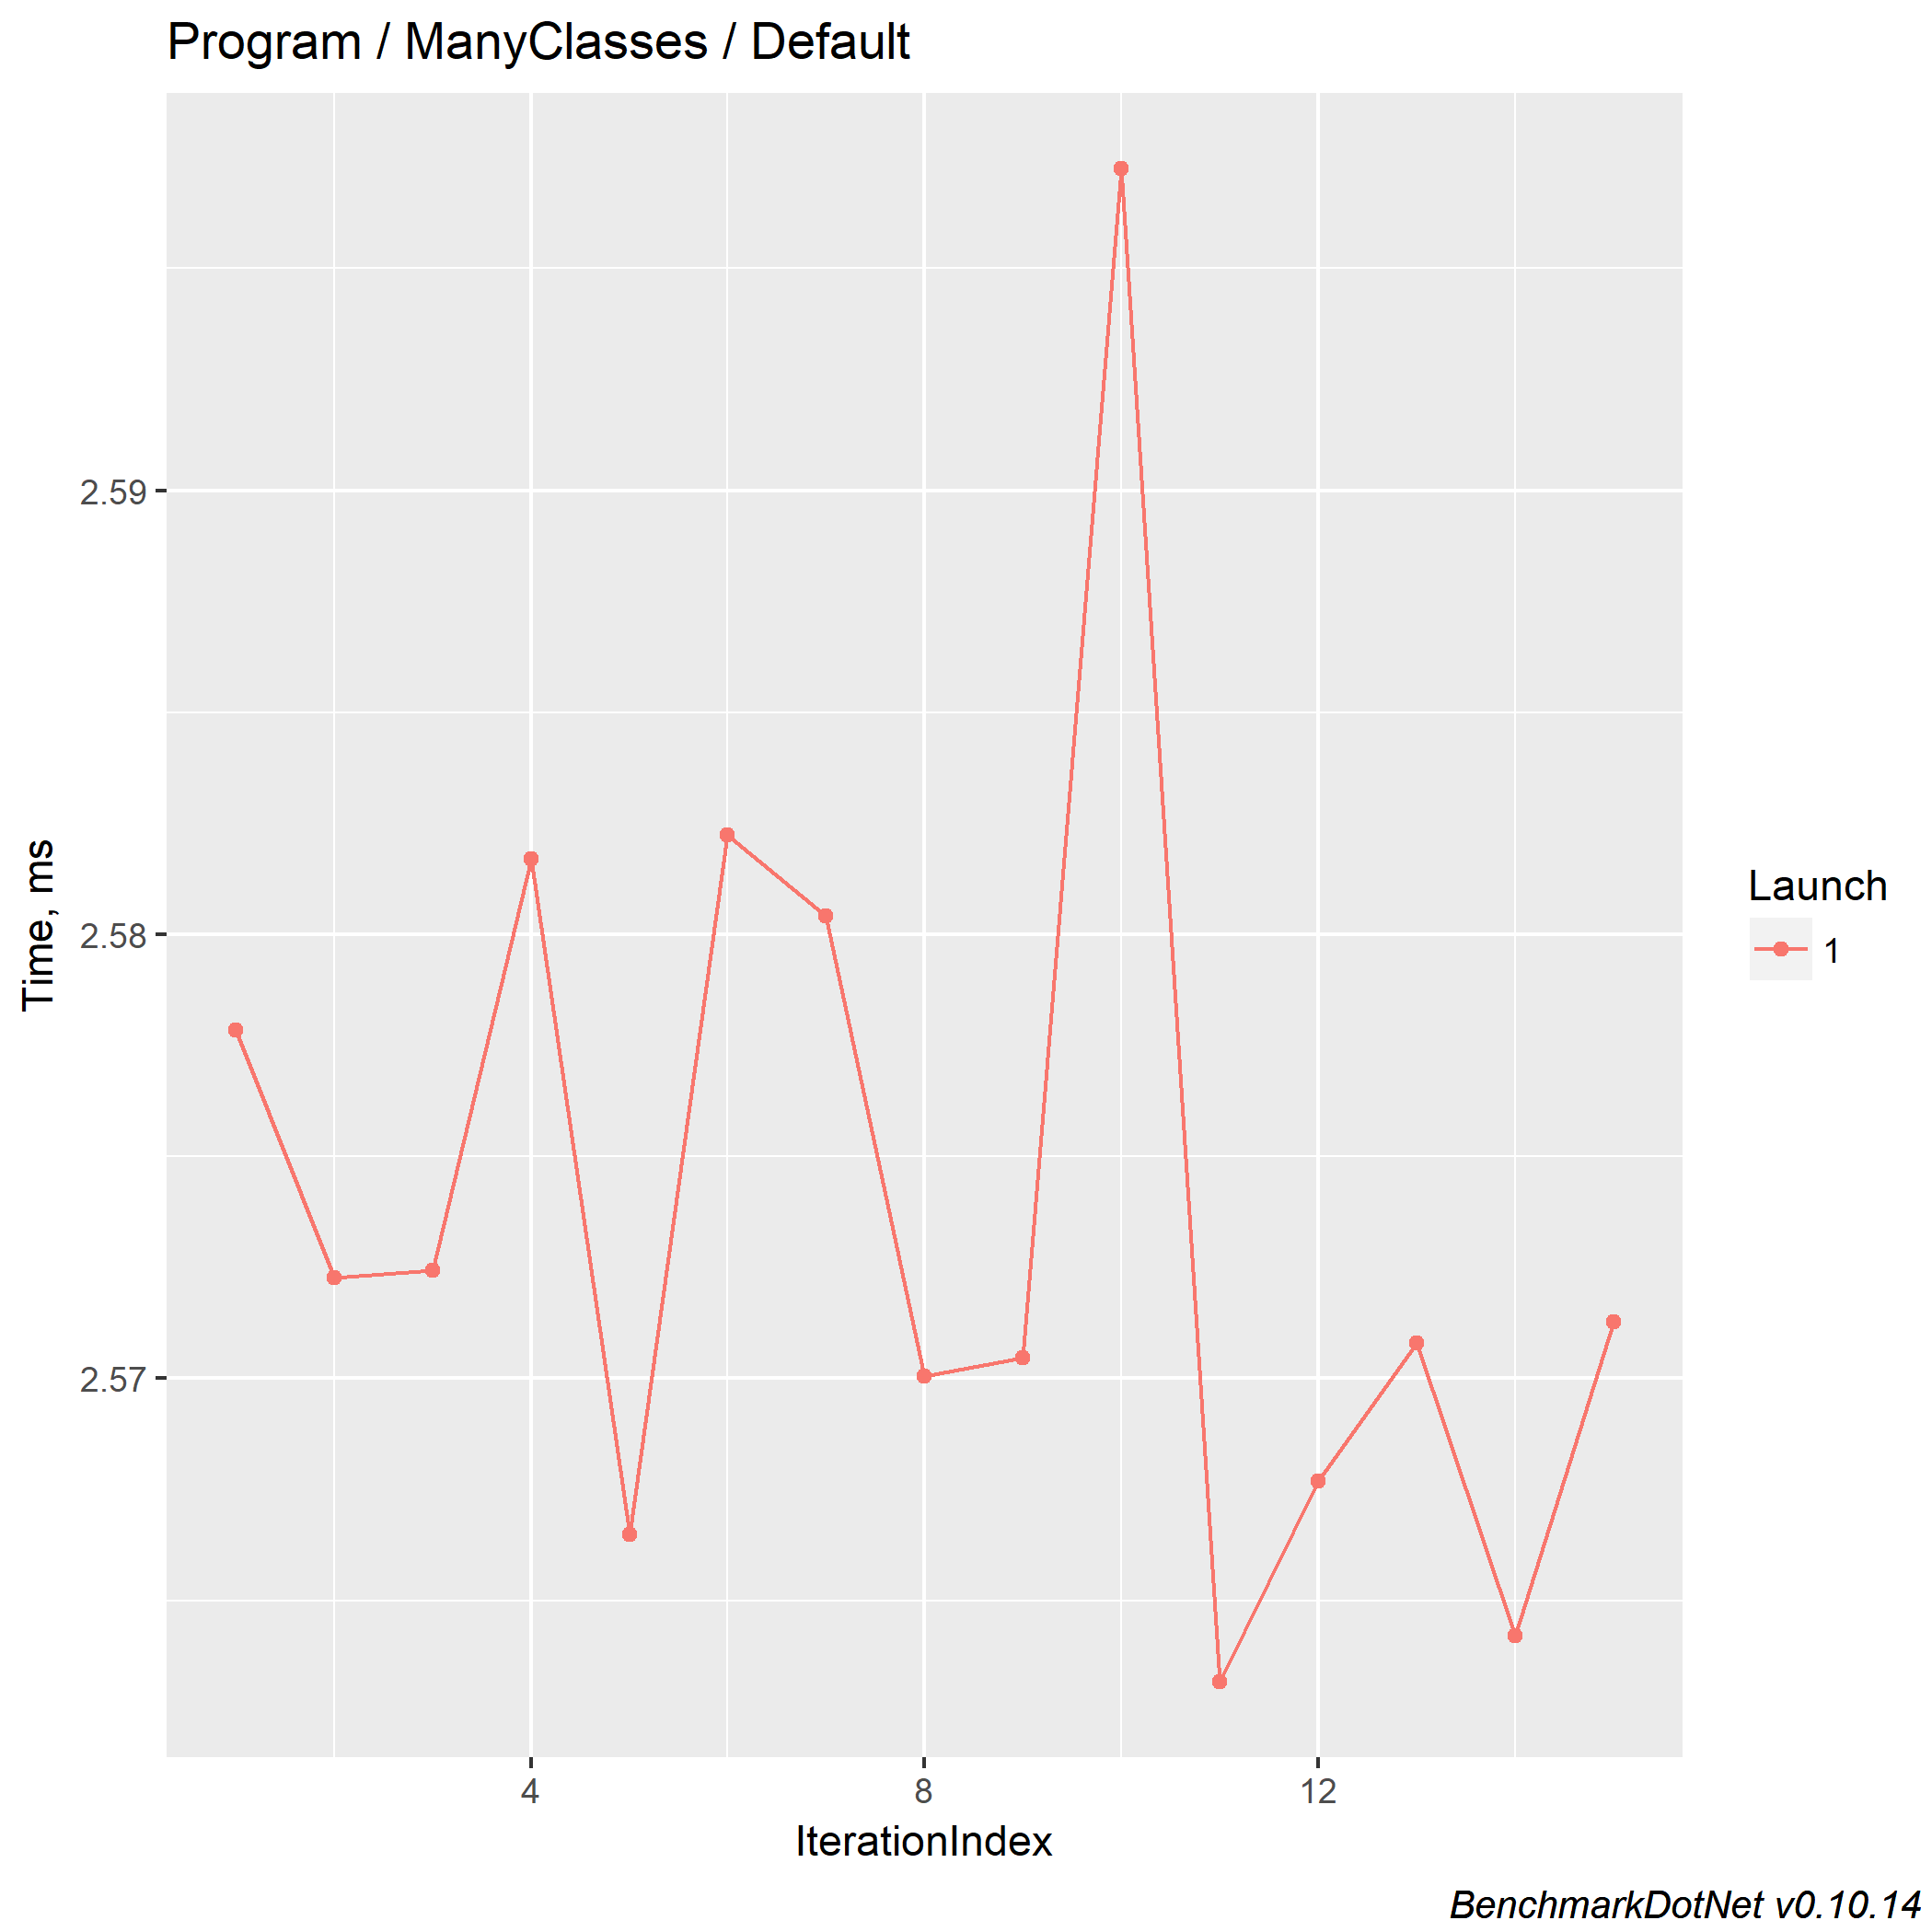 Program / ManyClasses / Default
Time, ms
2.59
2.58
2.57
4
8
12
IterationIndex
Launch
1
BenchmarkDotNet v0.10.14